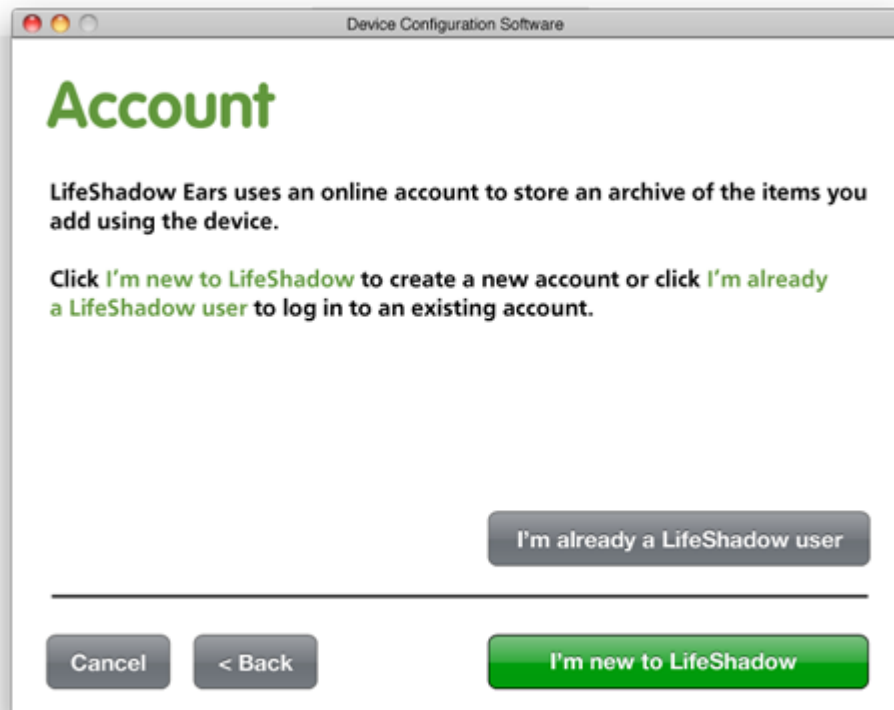 Device Configuration Software
Account
LifeShadow Ears uses an online account to store an archive of the items you
add using the device.
Click I'm new to LifeShadow to create a new account or click I'm already
a LifeShadow user to log in to an existing account.
I'm already a LifeShadow user
Cancel
< Back
I'm new to LifeShadow